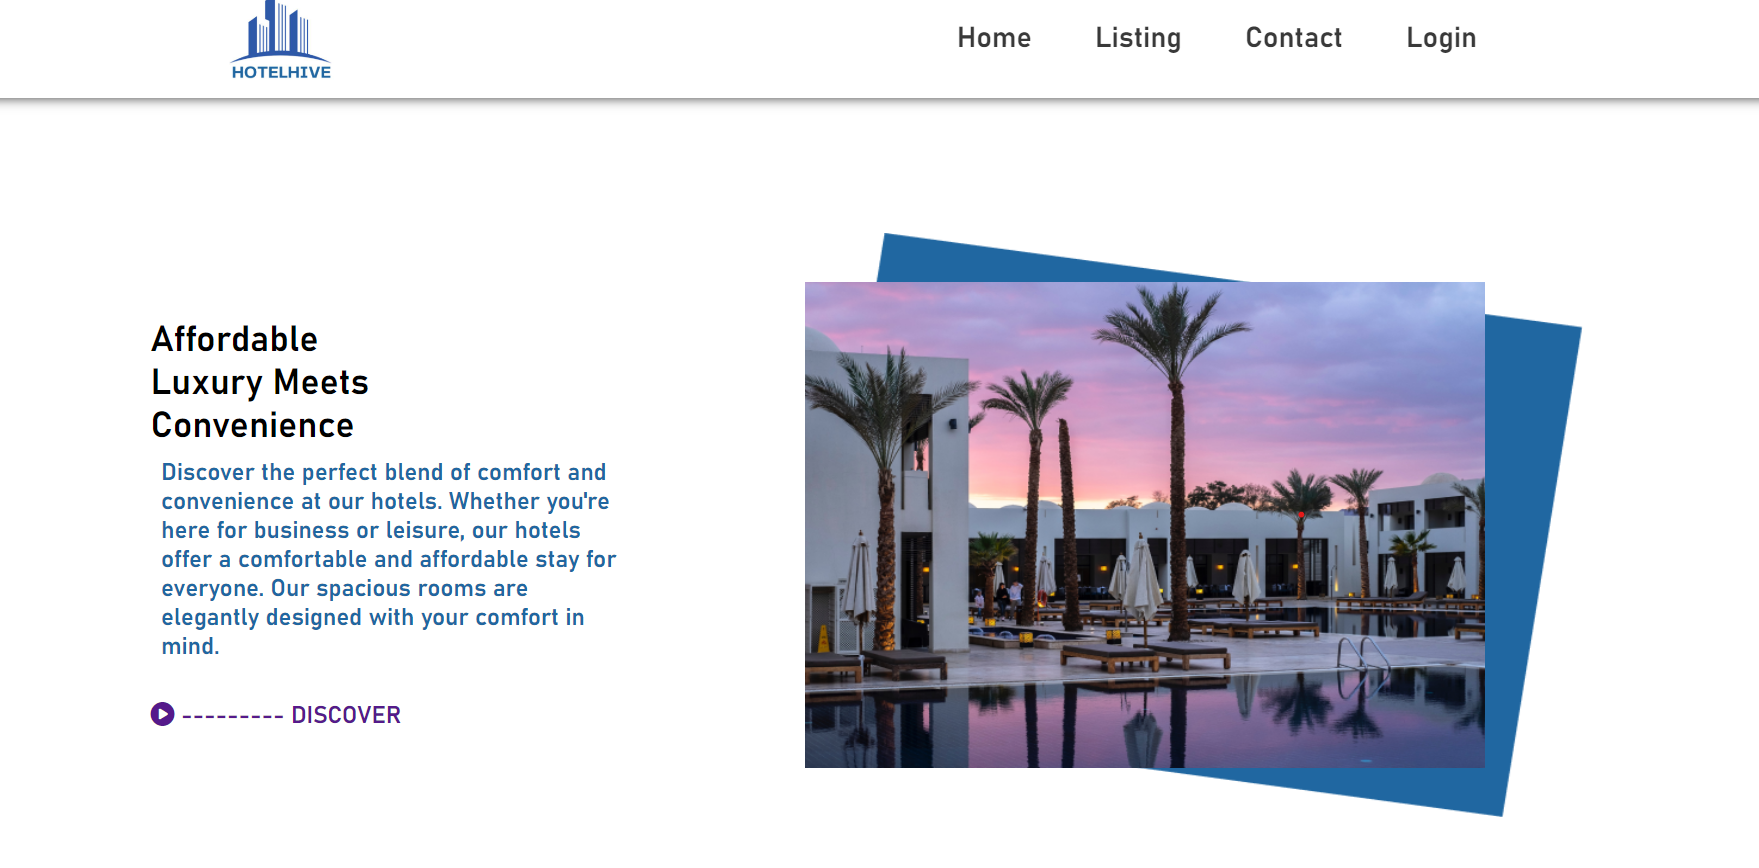 HOTELHIVE
Home Listing Contact Login
Affordable
Luxury Meets
Convenience
Discover the perfect blend of comfort and
convenience at our hotels. Whether you're
here for business or leisure, our hotels
offer a comfortable and affordable stay for
everyone. Our spacious rooms are
elegantly designed with your comfort in
mind.
--------- DISCOVER